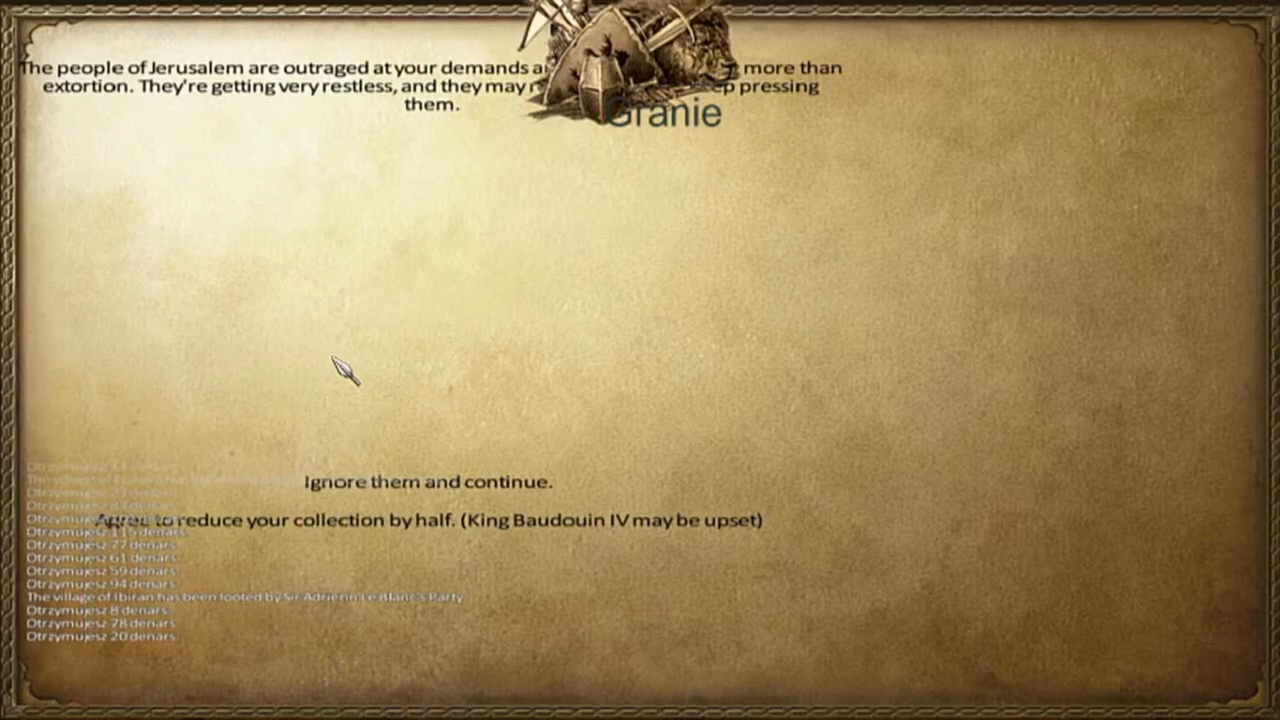 The people of Jerusalem are outraged at your demands more than
extortion. They're getting very restless, and they may pressing
them.
Granie
Ignore them and continue.
Agree to reduce your collection by half. (King Baudouin IV may be upset)
Otrzymujesz 115 denars.
Otrzymujesz 77 denars.
Otrzymujesz 61 denars.
Otrzymujesz 59 denars.
Otrzymujesz 94 denars.
The village of Ibiran has been looted by Sir Adrienn Le Blanc's Party
Otrzymujesz 8 denars.
Otrzymujesz 78 denars.
Otrzymujesz 20 denars.